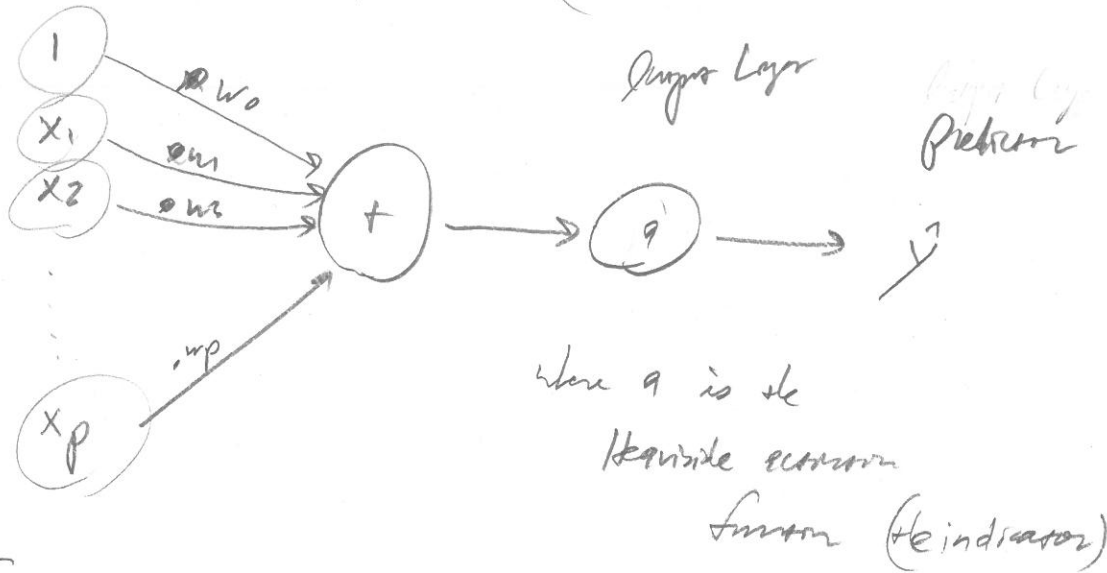 1
w0
x1
·w1
x2
·w2
+
a
ŷ
·wp
xp
Output Layer
Prediction
where a is the
Heaviside activation
function (the indicator)